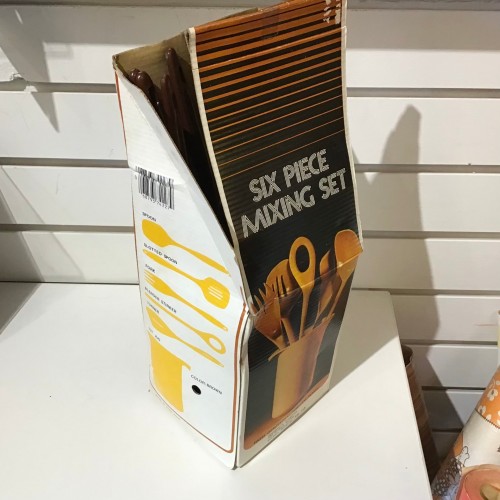 SIX PIECE
MIXING SET
SPOON
SLOTTED SPOON
FORK
COLOR BROWN